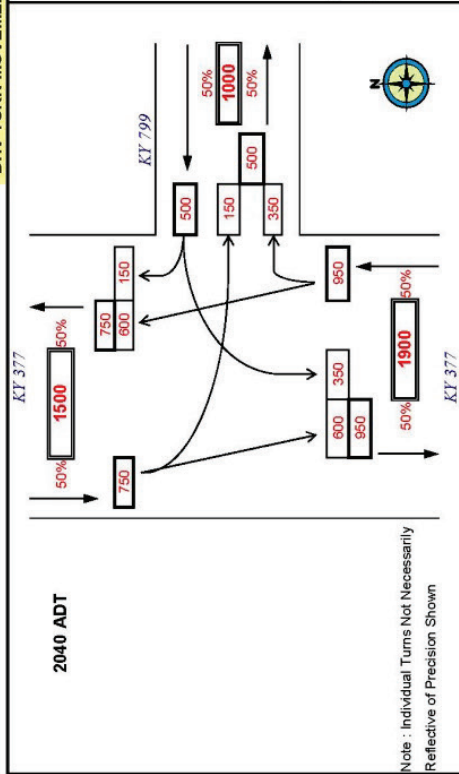 2040 ADT
KY 377
50% 1500 50%
750
750
600 150
KY 799
500
50%
1000
50%
150
500
350
350
600
950
950
50% 1900 50%
KY 377
N
Note : Individual Turns Not Necessarily
Reflective of Precision Shown